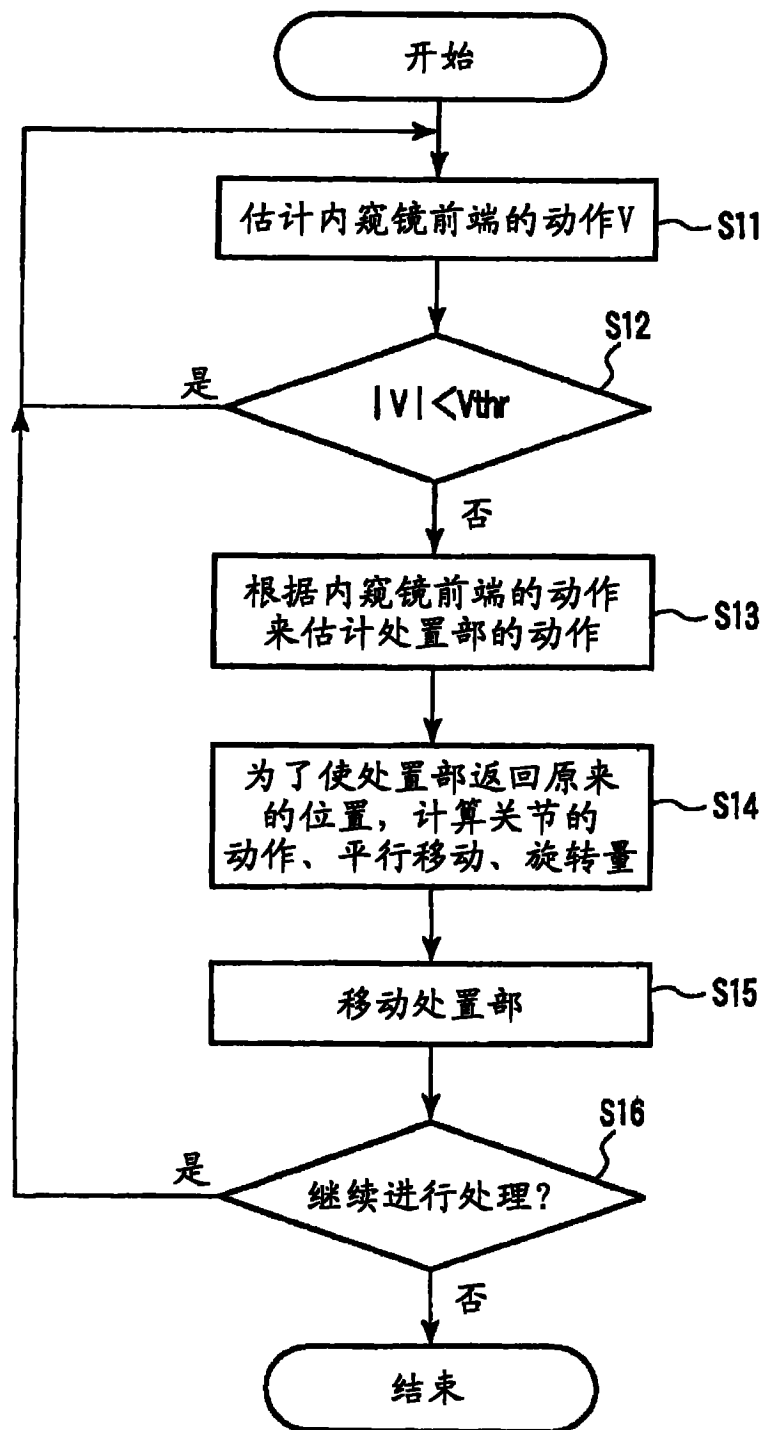 开始
估计内窥镜前端的动作V
S11
S12
|V|<Vthr
是
否
根据内窥镜前端的动作
来估计处置部的动作
S13
为了使处置部返回原来
的位置，计算关节的
动作、平行移动、旋转量
S14
移动处置部
S15
S16
继续进行处理?
是
否
结束